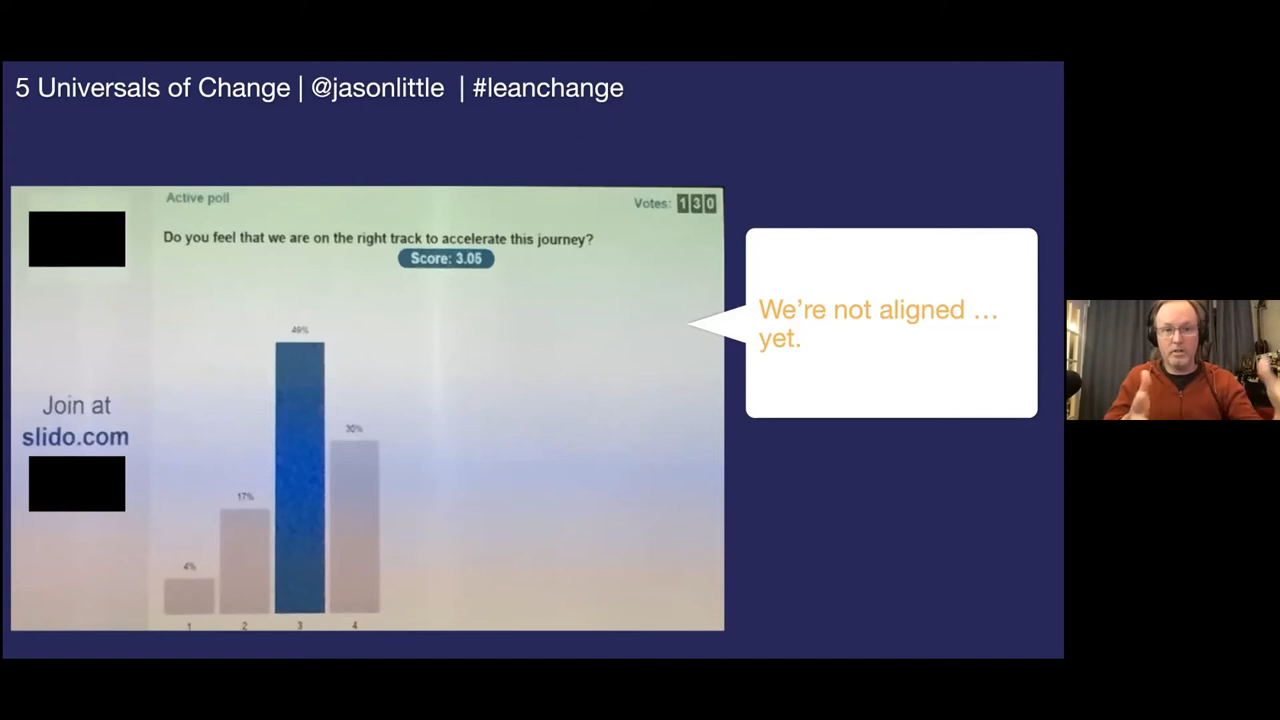 5 Universals of Change | @jasonlittle | #leanchange
Active poll
Votes: 130
Do you feel that we are on the right track to accelerate this journey?
Score: 3.05
49%
30%
17%
4%
1 2 3 4
Join at
slido.com
We're not aligned …
yet.